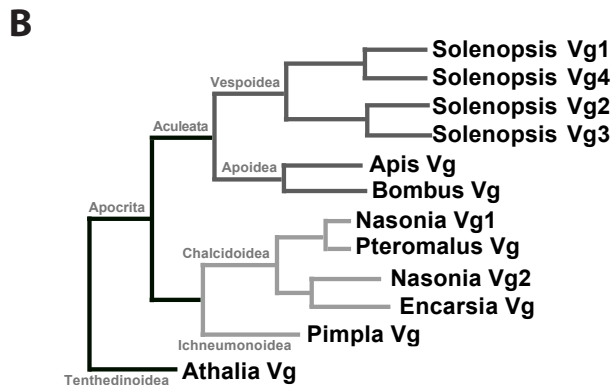 B
Solenopsis Vg1
Solenopsis Vg4
Vespoidea
Solenopsis Vg2
Aculeata
Solenopsis Vg3
Apoidea
Apis Vg
Bombus Vg
Apocrita
Nasonia Vg1
Pteromalus Vg
Chalcidoidea
Nasonia Vg2
Encarsia Vg
Pimpla Vg
Ichneumonoidea
Athalia Vg
Tenthedinoidea